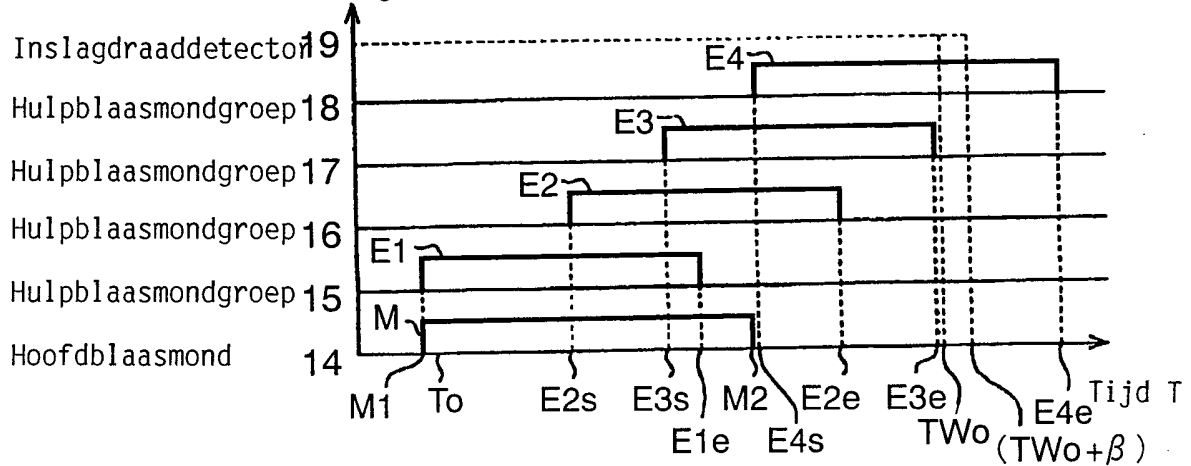 Inslagdraaddetector 19
E4
Hulpblaasmondgroep 18
E3
Hulpblaasmondgroep 17
E2
Hulpblaasmondgroep 16
E1
Hulpblaasmondgroep 15
M
Hoofdblaasmond 14
M1 To E2s E3s M2 E2e E3e E4e Tijd T
E1e E4s TWo (TWo+β)